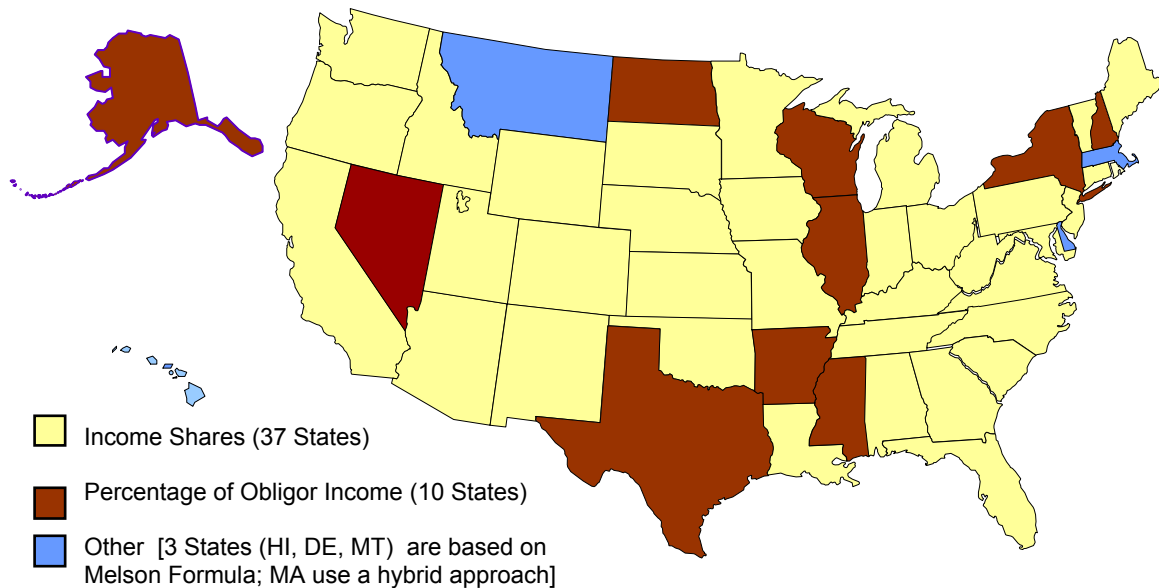 Income Shares (37 States)
Percentage of Obligor Income (10 States)
Other [3 States (HI, DE, MT) are based on
Melson Formula; MA use a hybrid approach]